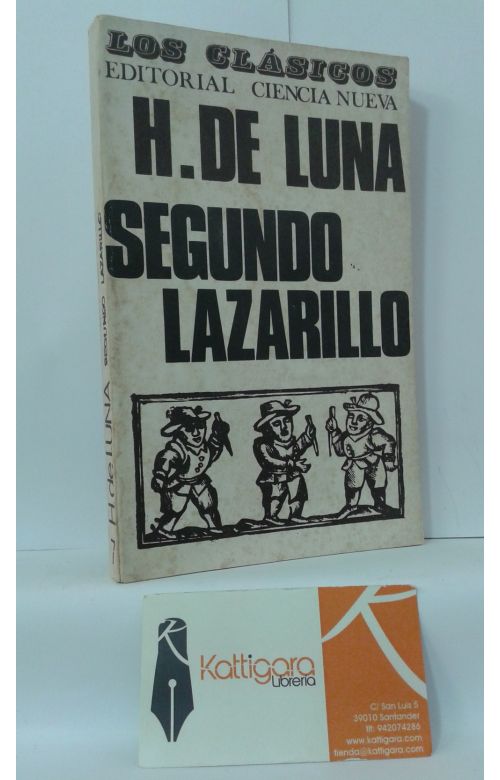 LOS CLÁSICOS
EDITORIAL CIENCIA NUEVA
H. DE LUNA
SEGUNDO
LAZARILLO
H de LUNA SEGUNDO LAZARILLO
Kattigara
Librería
C/ San Luis 5
39010 Santander
tlf: 942074286
www.kattigara.com
tienda@kattigara.com